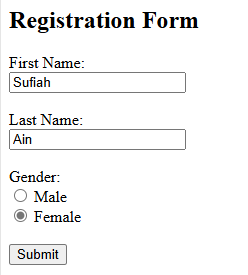 Registration Form
First Name:
Sufiah
Last Name:
Ain
Gender:
Male
Female
Submit